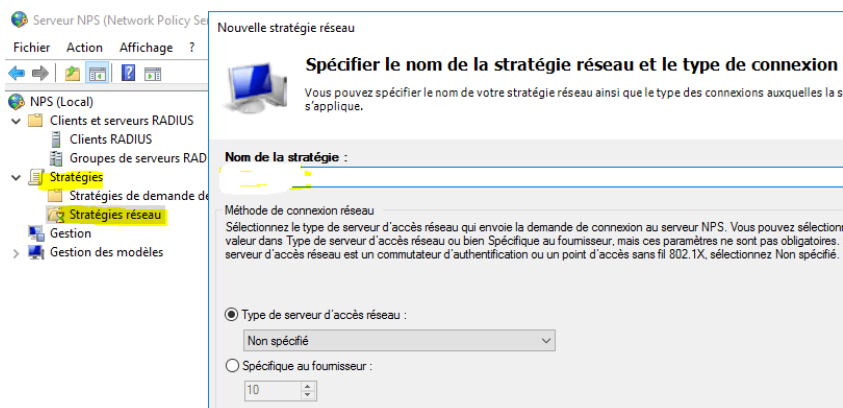 Serveur NPS (Network Policy Se
Fichier Action Affichage ?
NPS (Local)
Clients et serveurs RADIUS
Clients RADIUS
Groupes de serveurs RAD
Stratégies
Stratégies de demande de
Stratégies réseau
Gestion
Gestion des modèles
Nouvelle stratégie réseau
Spécifier le nom de la stratégie réseau et le type de connexion
Vous pouvez spécifier le nom de votre stratégie réseau ainsi que le type des connexions auxquelles la s
s'applique.
Nom de la stratégie :
Méthode de connexion réseau
Sélectionnez le type de serveur d'accès réseau qui envoie la demande de connexion au serveur NPS. Vous pouvez sélectionn
valeur dans Type de serveur d'accès réseau ou bien Spécifique au fournisseur, mais ces paramètres ne sont pas obligatoires.
serveur d'accès réseau est un commutateur d'authentification ou un point d'accès sans fil 802.1X, sélectionnez Non spécifié.
Type de serveur d'accès réseau :
Non spécifié
Spécifique au fournisseur :
10